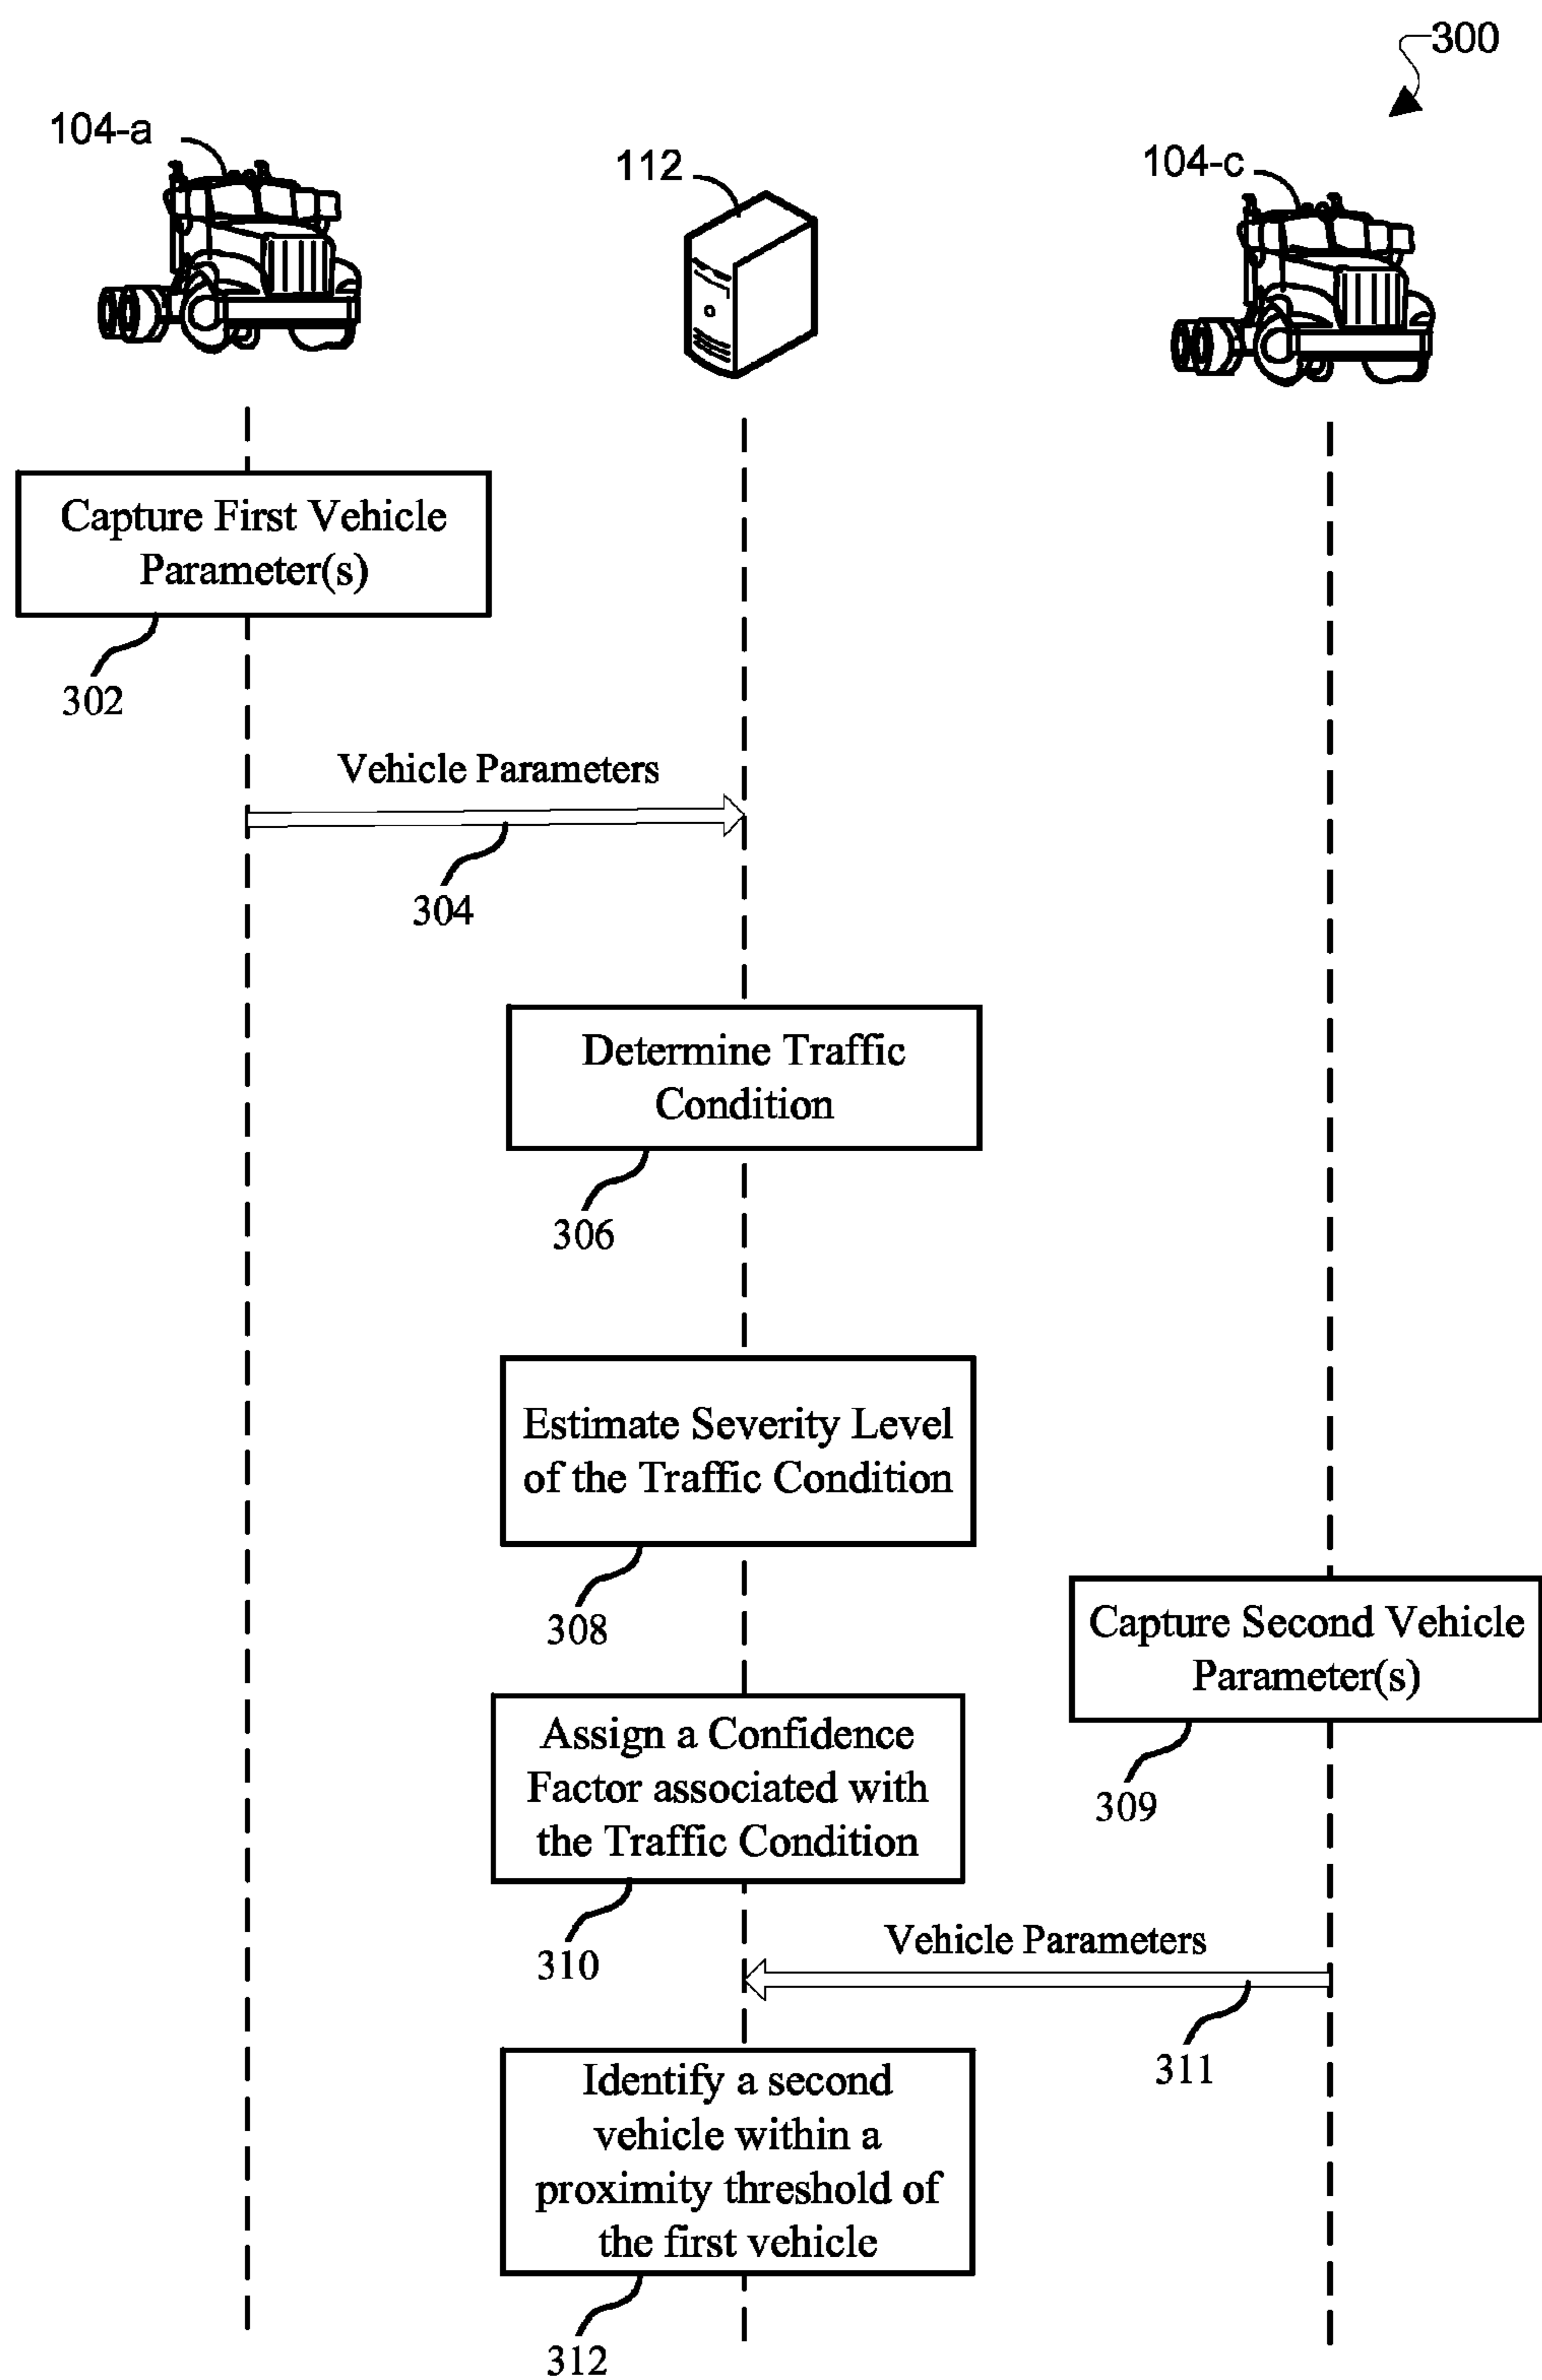 300
104-a
112
104-c
Capture First Vehicle
Parameter(s)
302
Vehicle Parameters
304
Determine Traffic
Condition
306
Estimate Severity Level
of the Traffic Condition
308
Capture Second Vehicle
Parameter(s)
309
Assign a Confidence
Factor associated with
the Traffic Condition
310
Vehicle Parameters
311
Identify a second
vehicle within a
proximity threshold of
the first vehicle
312